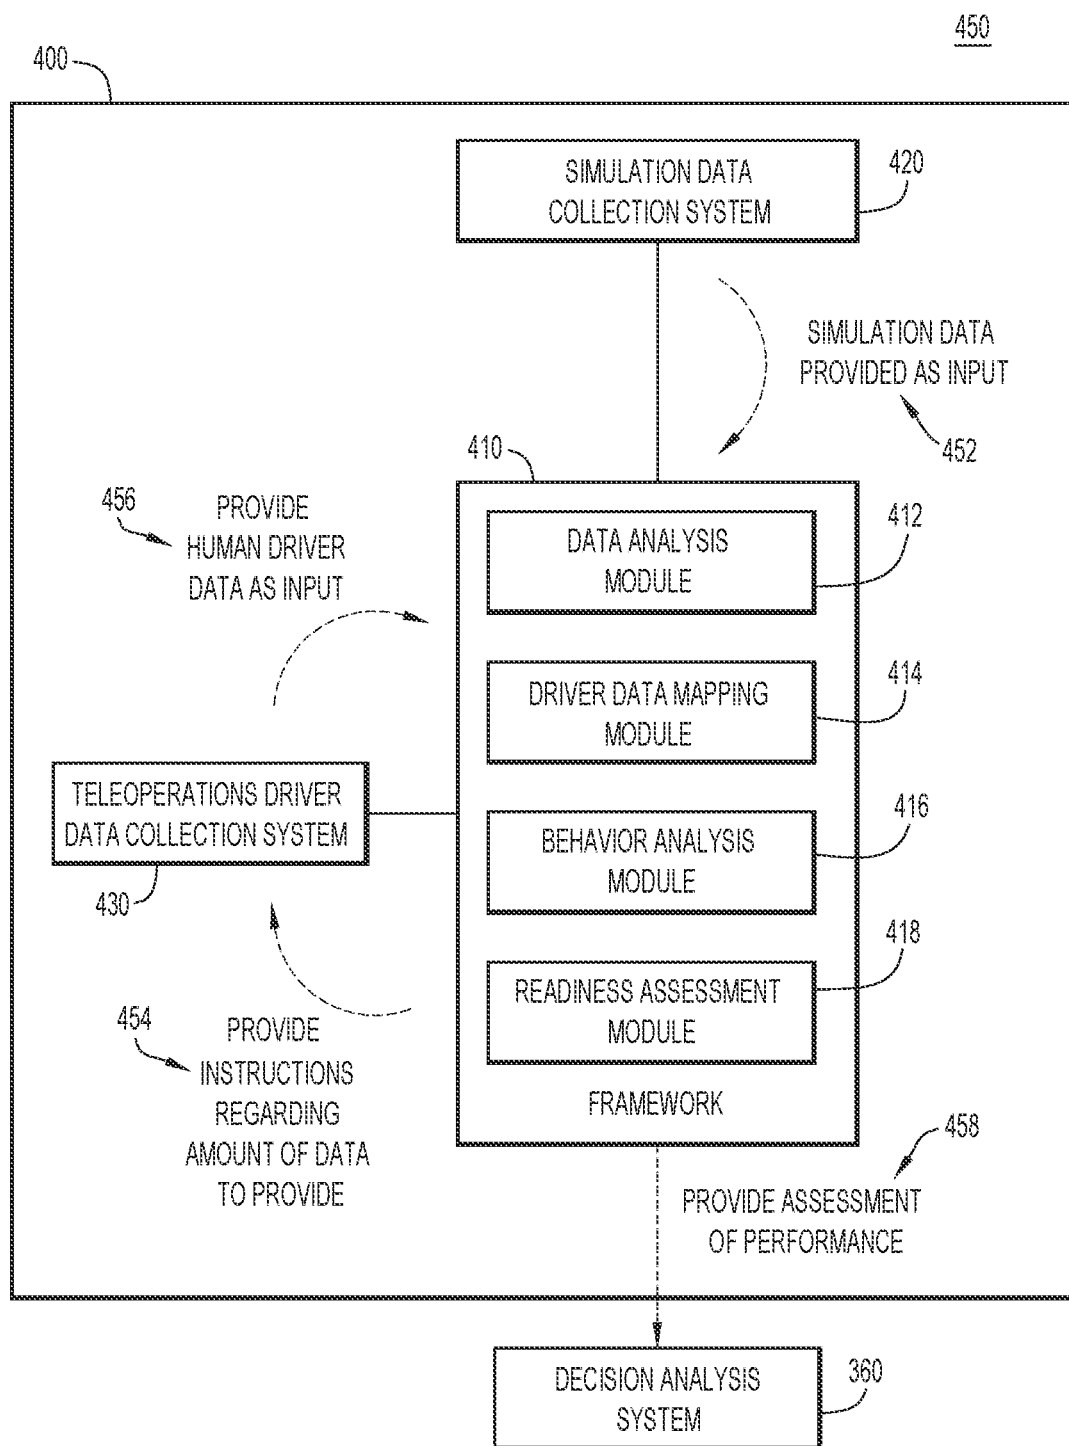 450
400
SIMULATION DATA
COLLECTION SYSTEM
420
SIMULATION DATA
PROVIDED AS INPUT
452
410
456
PROVIDE
HUMAN DRIVER
DATA AS INPUT
DATA ANALYSIS
MODULE
412
DRIVER DATA MAPPING
MODULE
414
TELEOPERATIONS DRIVER
DATA COLLECTION SYSTEM
430
BEHAVIOR ANALYSIS
MODULE
416
READINESS ASSESSMENT
MODULE
418
454
PROVIDE
INSTRUCTIONS
REGARDING
AMOUNT OF DATA
TO PROVIDE
FRAMEWORK
458
PROVIDE ASSESSMENT
OF PERFORMANCE
DECISION ANALYSIS
SYSTEM
360